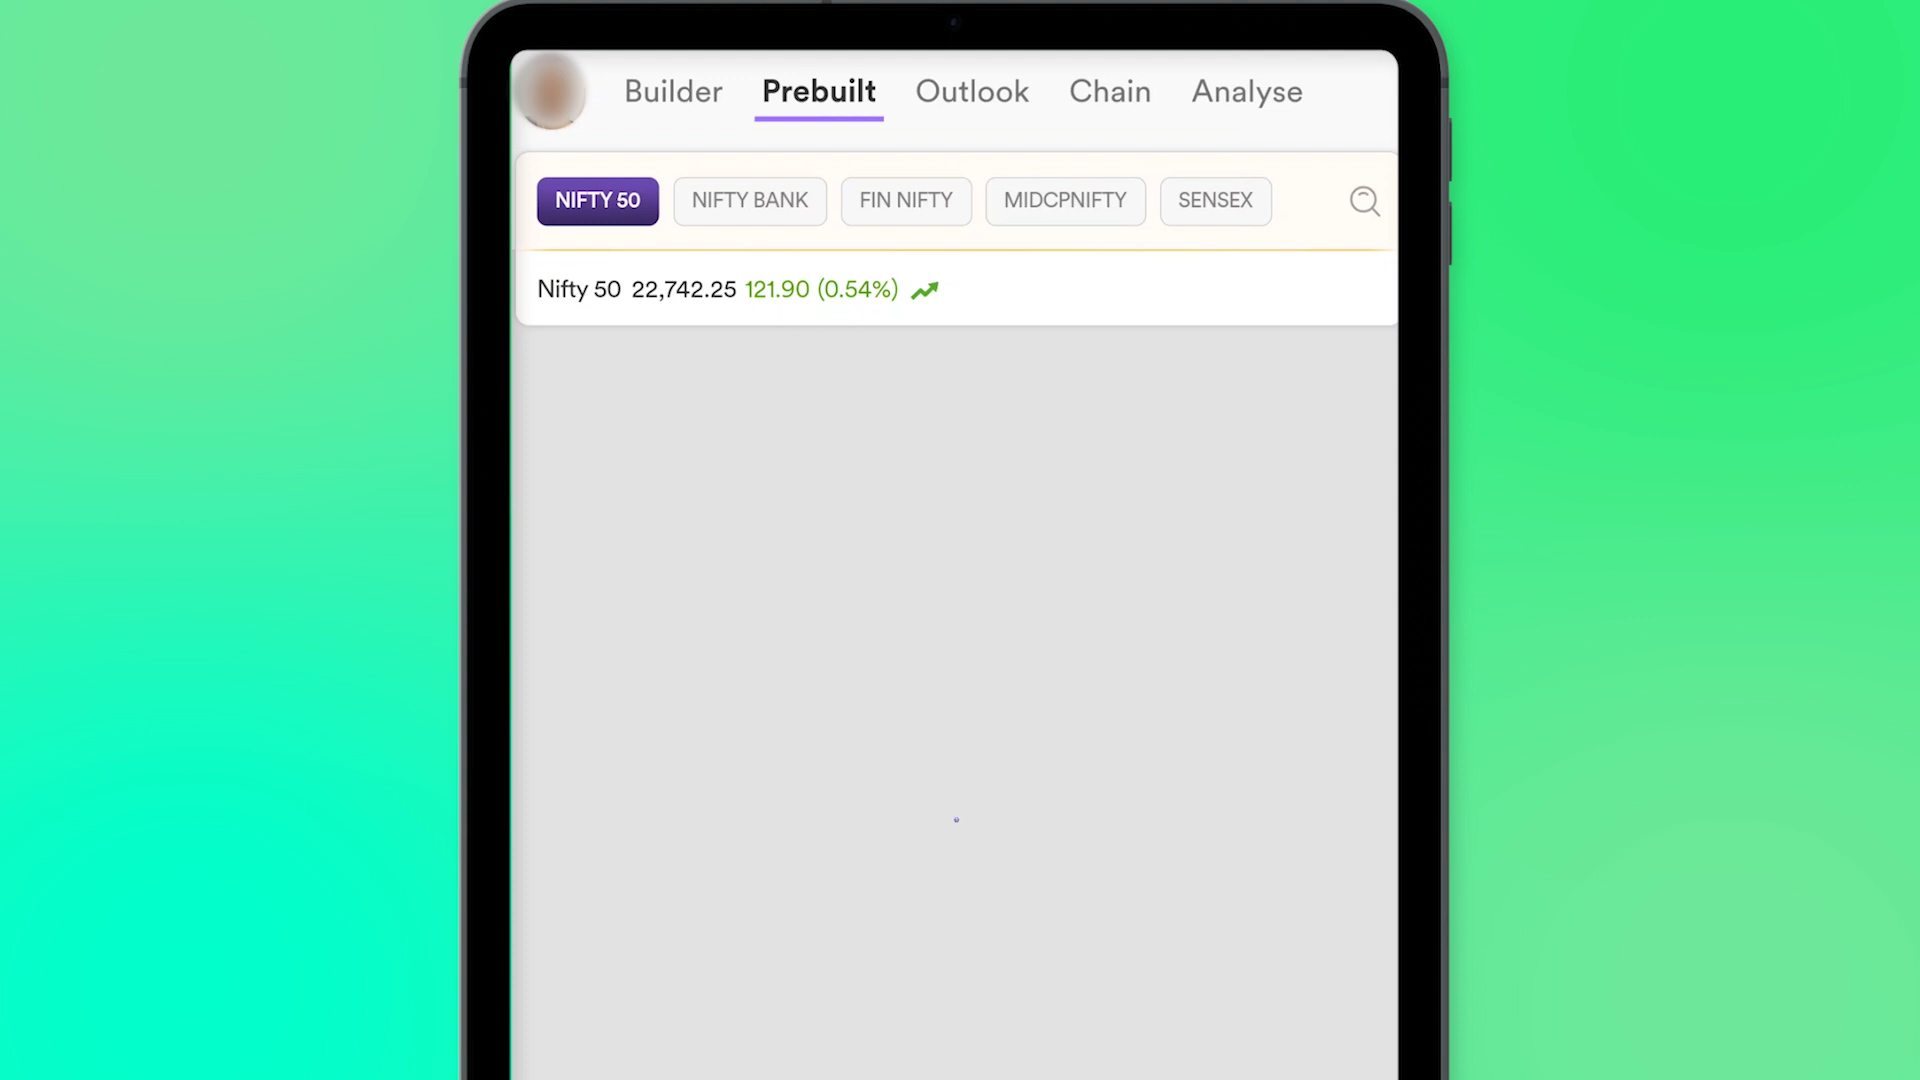 Builder Prebuilt Outlook Chain Analyse
NIFTY 50 NIFTY BANK FIN NIFTY MIDCPNIFTY SENSEX
Nifty 50 22,742.25 121.90 (0.54%)